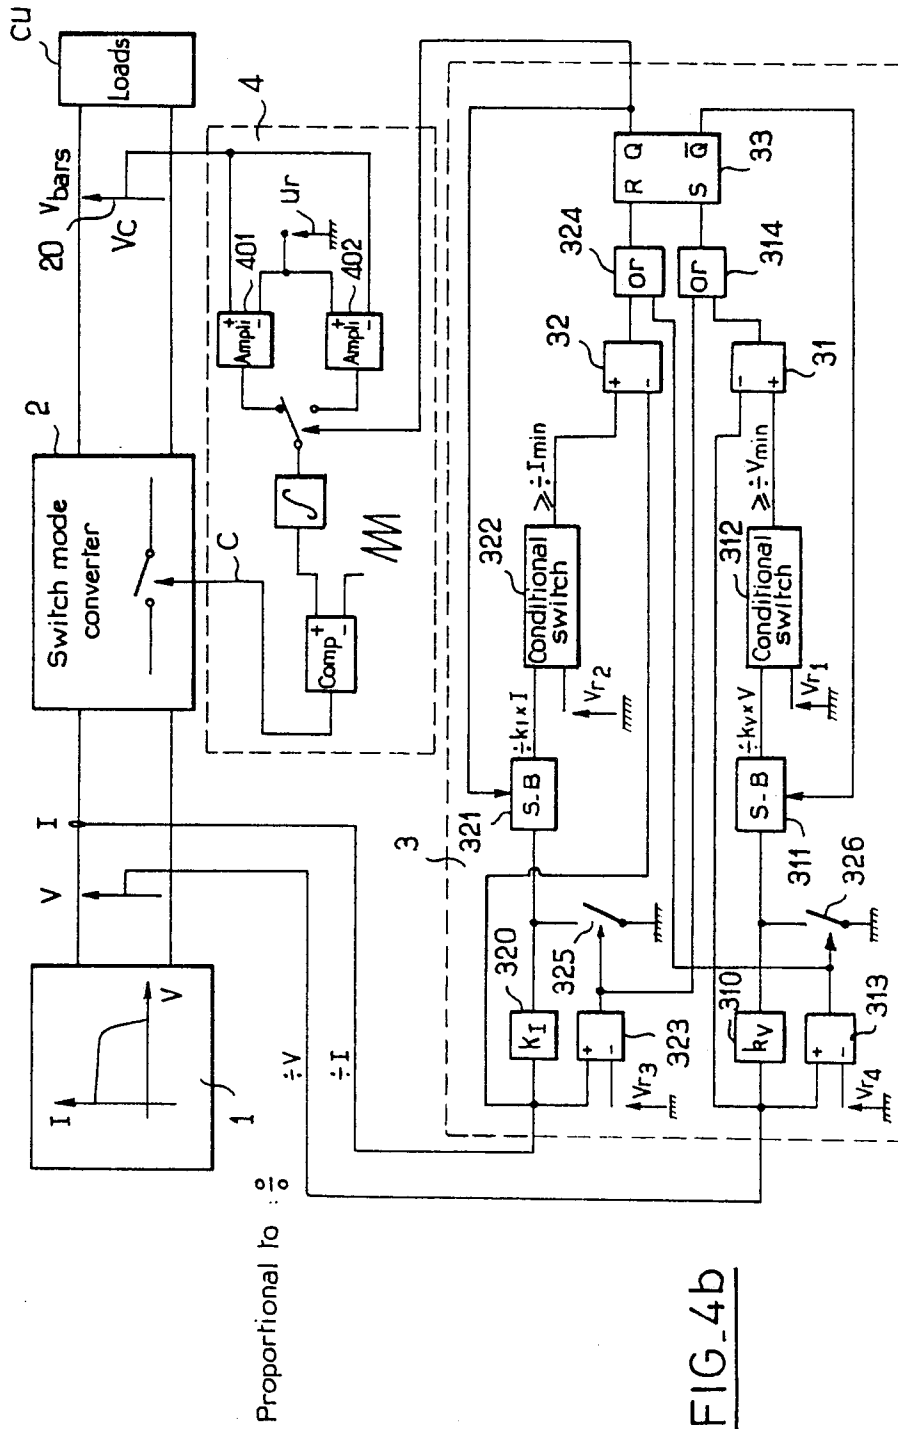 CU
Loads
V bars
20
VC
4
Ur
401
+
-
Ampli
402
+
-
Ampli
2
Switch mode
converter
C
∫
Comp
+
-
I
V
I
V
1
÷V
÷I
Proportional to : ÷
3
Q
R
Q̄
S
33
324
or
or
314
32
+
-
31
-
+
⩾÷Imin
322
Conditional
switch
Vr2
÷kI×I
S-B
321
⩾÷Vmin
312
Conditional
switch
Vr1
÷kv×V
S-B
311
326
325
320
kI
+
-
323
Vr3
310
kv
+
-
313
Vr4
FIG_4b